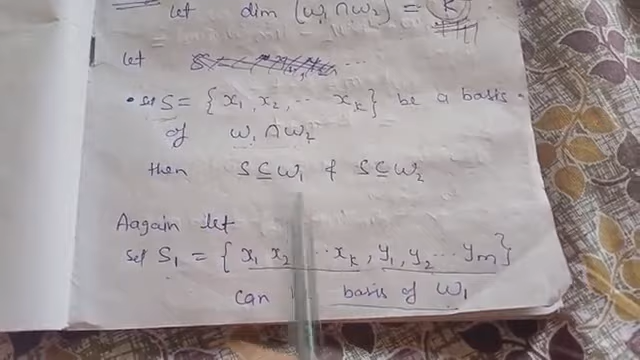 Let dim (W₁ ∩ W₂) = k
let ...
• set S = {x₁, x₂, ... xₖ} be a basis
of W₁ ∩ W₂
then S ⊆ W₁ & S ⊆ W₂
Aagain let
set S₁ = { x₁ x₂ ... xₖ, y₁, y₂ ... yₘ}
can basis of W₁